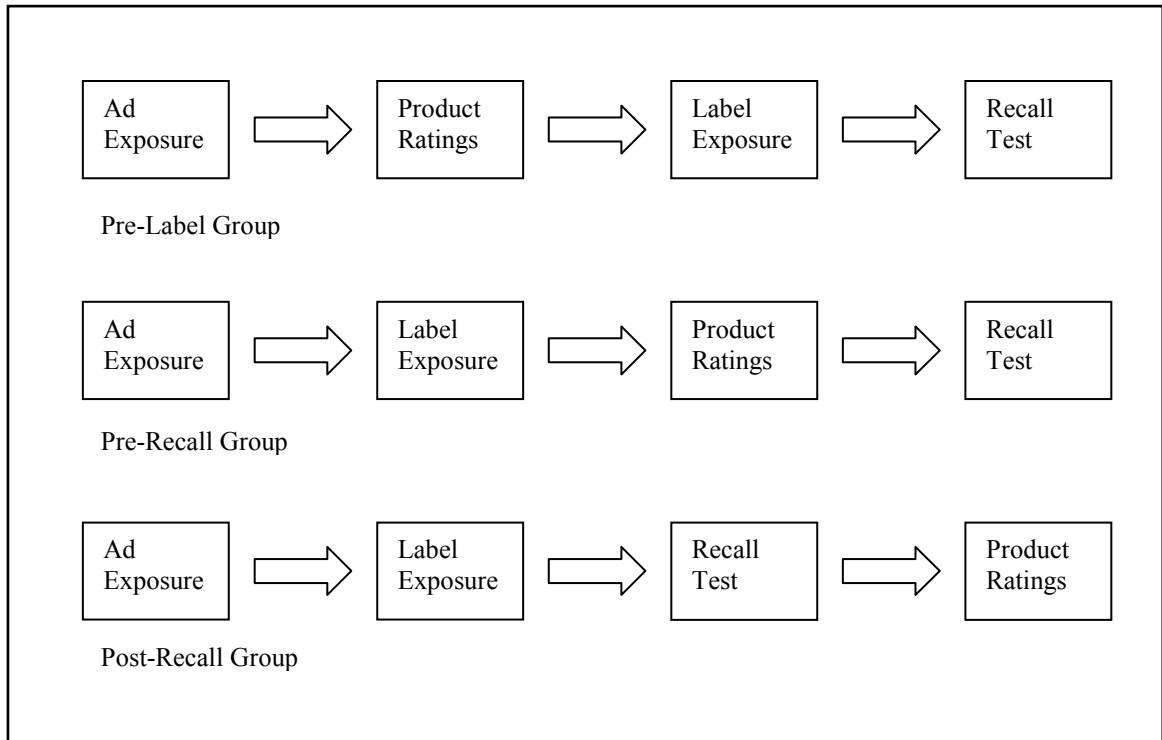 Ad Exposure
Product Ratings
Label Exposure
Recall Test
Pre-Label Group
Ad Exposure
Label Exposure
Product Ratings
Recall Test
Pre-Recall Group
Ad Exposure
Label Exposure
Recall Test
Product Ratings
Post-Recall Group